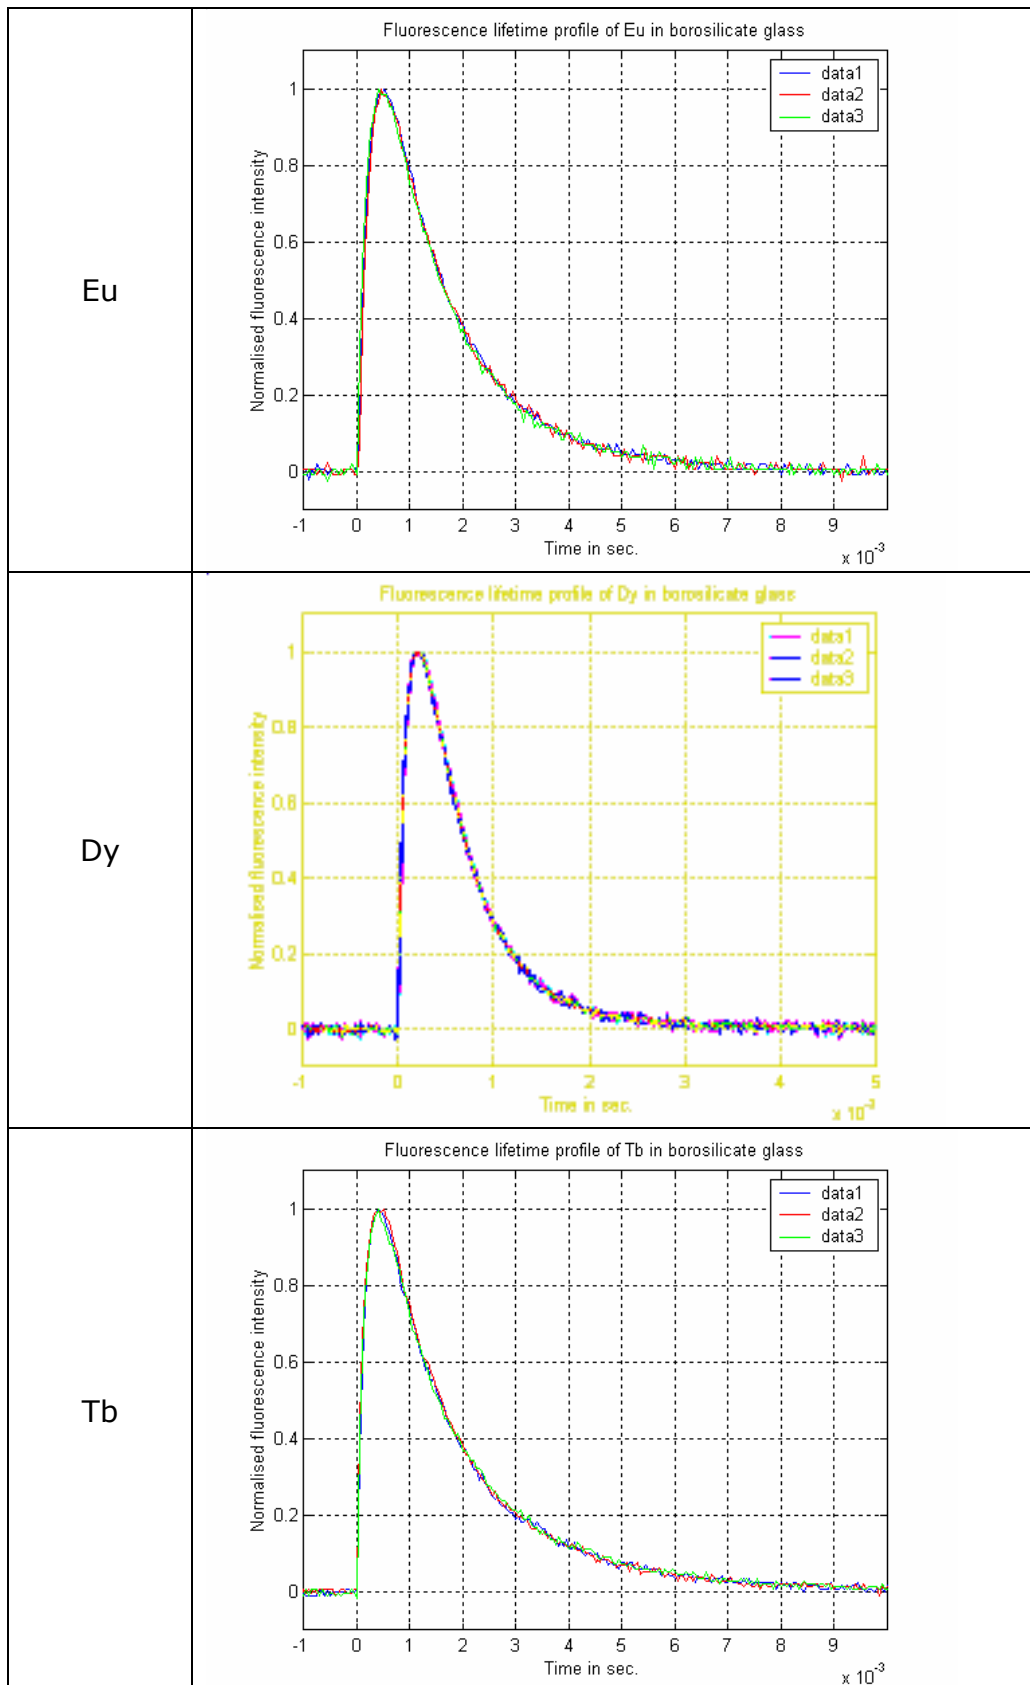 Eu
Fluorescence lifetime profile of Eu in borosilicate glass
data1
data2
data3
Normalised fluorescence intensity
1
0.8
0.6
0.4
0.2
0
-1 0 1 2 3 4 5 6 7 8 9
Time in sec.
x 10^-3
Dy
Fluorescence lifetime profile of Dy in borosilicate glass
data1
data2
data3
Normalised fluorescence intensity
1
0.8
0.6
0.4
0.2
0
-1 0 1 2 3 4 5
Time in sec.
x 10^-3
Tb
Fluorescence lifetime profile of Tb in borosilicate glass
data1
data2
data3
Normalised fluorescence intensity
1
0.8
0.6
0.4
0.2
0
-1 0 1 2 3 4 5 6 7 8 9
Time in sec.
x 10^-3